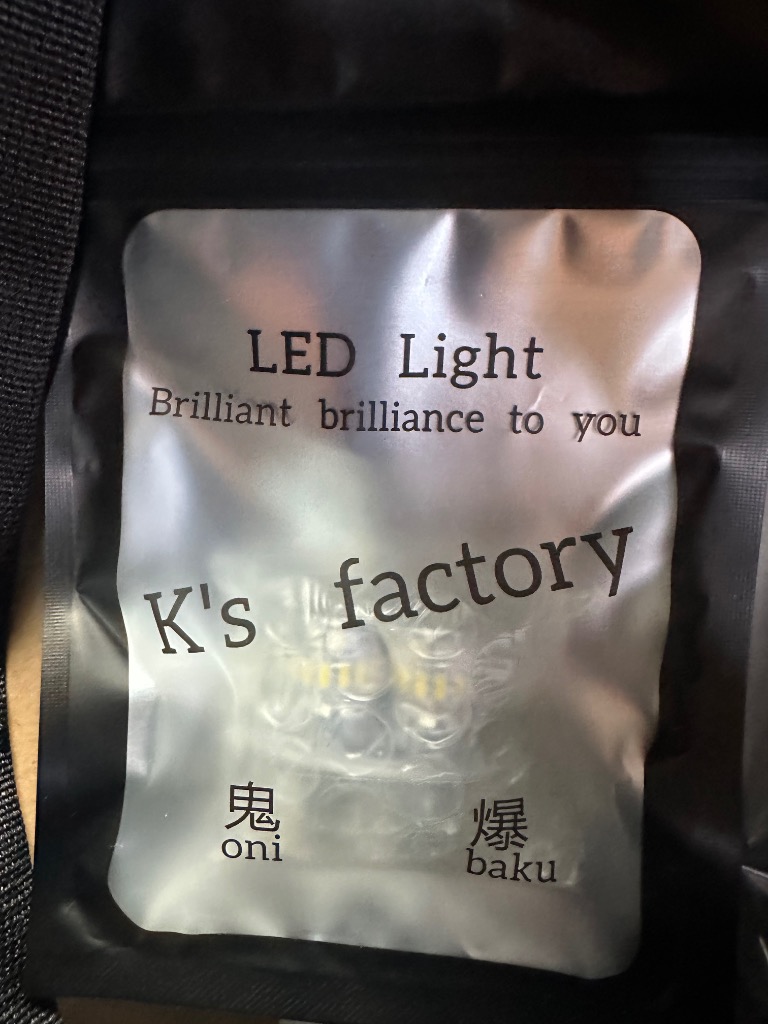 LED Light
Brilliant brilliance to you
K's factory
鬼 爆
oni baku